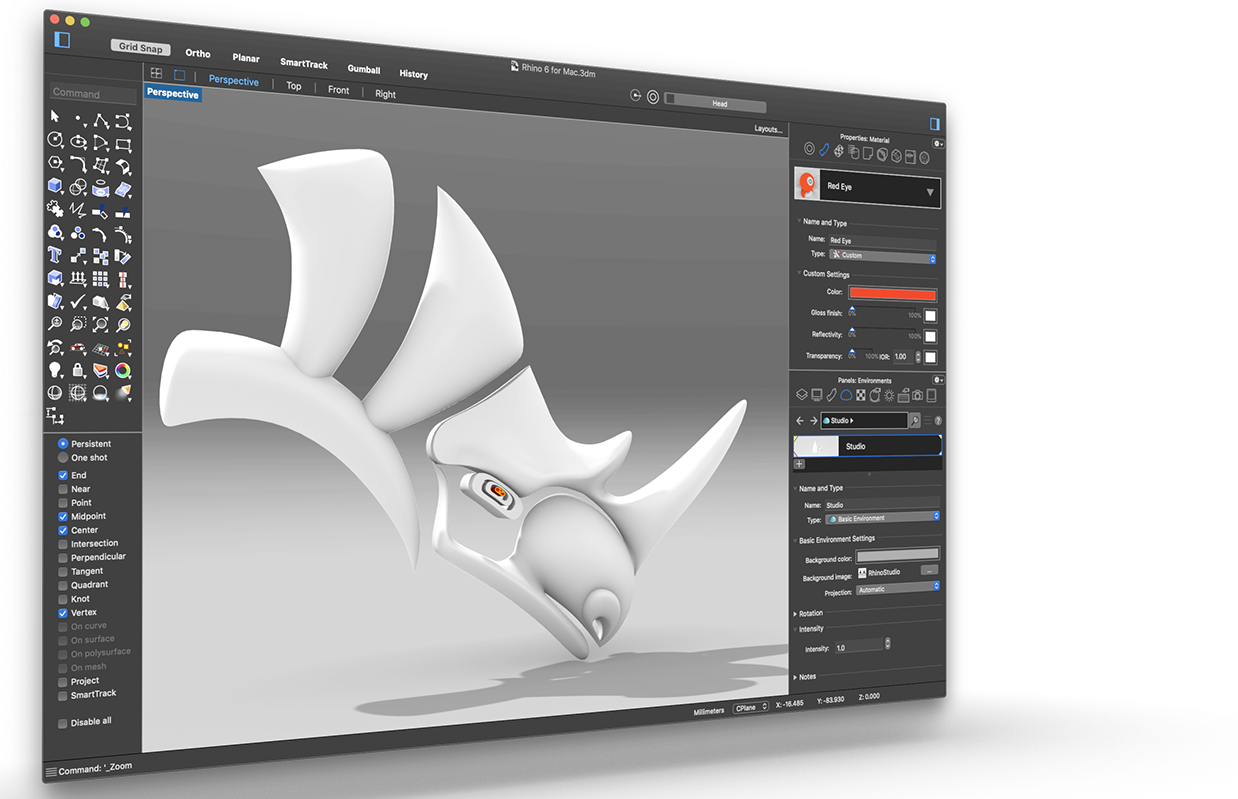 Grid Snap
Ortho
Planar
SmartTrack
Gumball
History
Rhino 6 for Mac.3dm
Perspective
Top
Front
Right
Head
Layouts...
Command
Perspective
Persistent
One shot
End
Near
Point
Midpoint
Center
Intersection
Perpendicular
Tangent
Quadrant
Knot
Vertex
On curve
On surface
On polysurface
On mesh
Project
SmartTrack
Disable all
Properties: Material
Red Eye
Name and Type
Name: Red Eye
Type: Custom
Custom Settings
Color:
Gloss finish: 0% 100%
Reflectivity: 0% 100%
Transparency: 0% 100% IOR: 1.00
Panels: Environments
Studio
Studio
Name and Type
Name: Studio
Type: Basic Environment
Basic Environment Settings
Background color:
Background image: RhinoStudio ...
Projection: Automatic
Rotation
Intensity
Intensity: 1.0
Notes
Millimeters CPlane X: -16.485 Y: -83.930 Z: 0.000
Command: '_Zoom